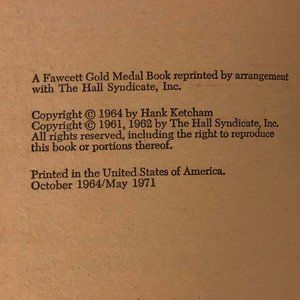 A Fawcett Gold Medal Book reprinted by arrangement
with The Hall Syndicate, Inc.
Copyright © 1964 by Hank Ketcham
Copyright © 1961, 1962 by The Hall Syndicate, Inc.
All rights reserved, including the right to reproduce
this book or portions thereof.
Printed in the United States of America.
October 1964/May 1971